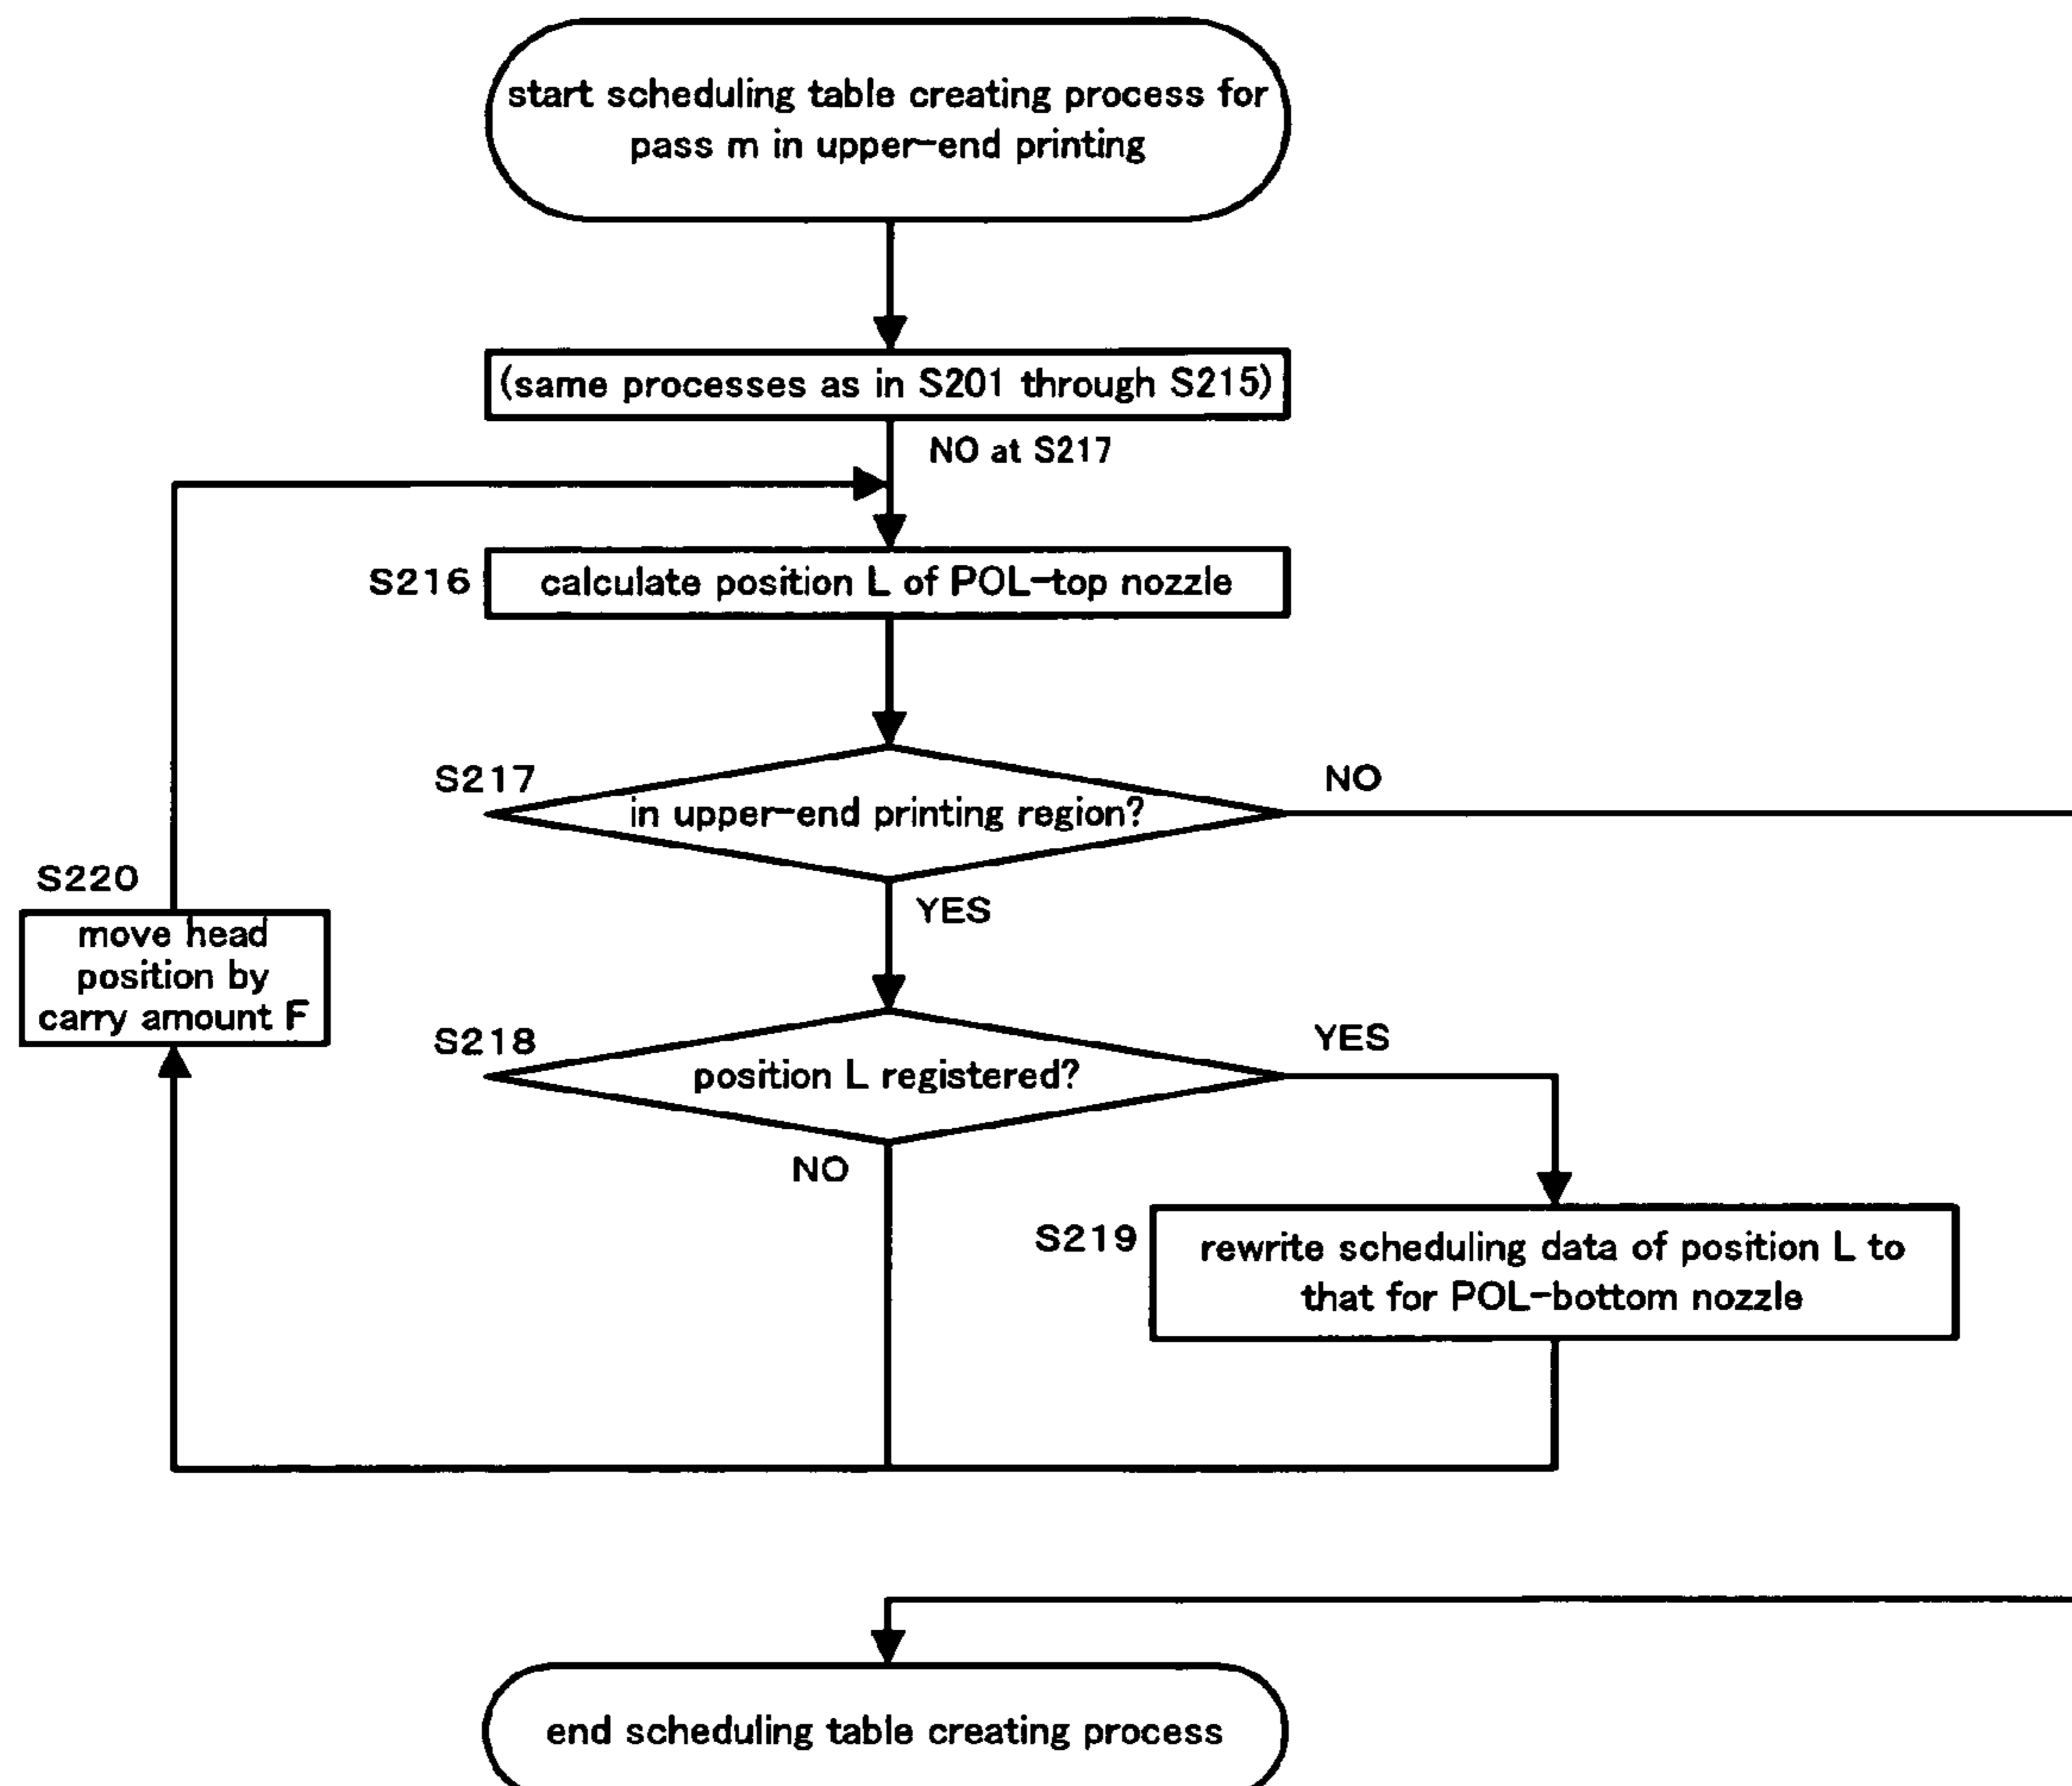 start scheduling table creating process for
pass m in upper-end printing
(same processes as in S201 through S215)
NO at S217
S216
calculate position L of POL-top nozzle
S217
in upper-end printing region?
NO
YES
S220
move head
position by
carry amount F
S218
position L registered?
YES
NO
S219
rewrite scheduling data of position L to
that for POL-bottom nozzle
end scheduling table creating process